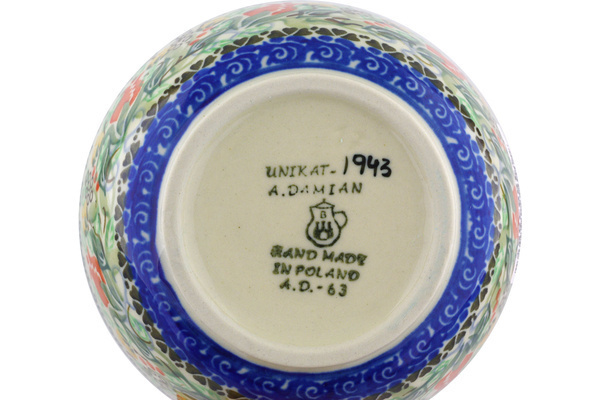 UNIKAT-1943
A.DAMIAN
B
HAND MADE
IN POLAND
A.D.-63